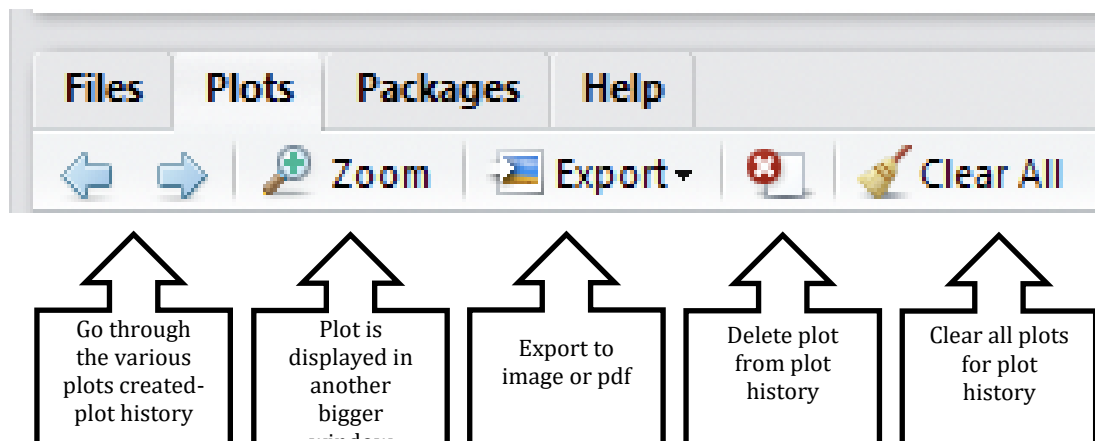 Files Plots Packages Help
Zoom Export Clear All
Go through
the various
plots created-
plot history
Plot is
displayed in
another
bigger
Export to
image or pdf
Delete plot
from plot
history
Clear all plots
for plot
history